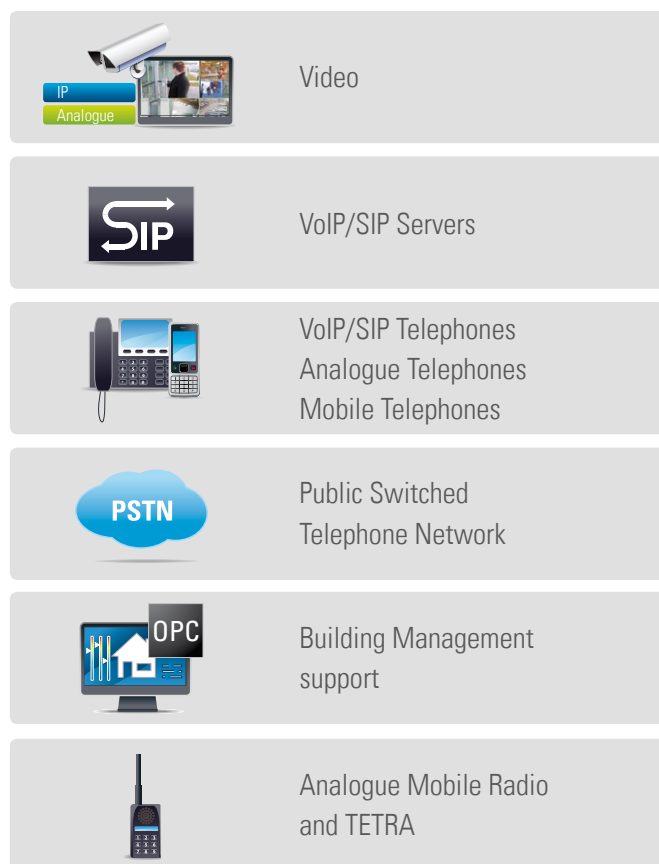 IP
Analogue
Video
SIP
VoIP/SIP Servers
VoIP/SIP Telephones
Analogue Telephones
Mobile Telephones
PSTN
Public Switched
Telephone Network
OPC
Building Management
support
Analogue Mobile Radio
and TETRA